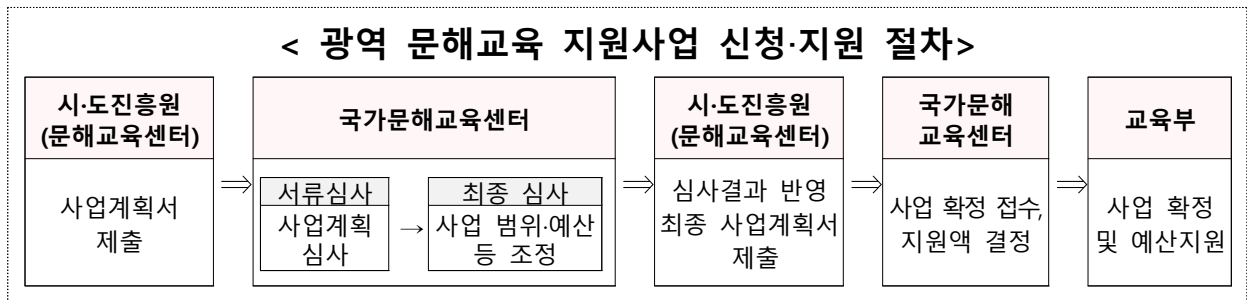 < 광역 문해교육 지원사업 신청·지원 절차>
시·도진흥원
(문해교육센터)
사업계획서
제출
⇒
국가문해교육센터
서류심사
사업계획
심사
→
최종 심사
사업 범위·예산
등 조정
⇒
시·도진흥원
(문해교육센터)
심사결과 반영
최종 사업계획서
제출
⇒
국가문해
교육센터
사업 확정 접수,
지원액 결정
⇒
교육부
사업 확정
및 예산지원